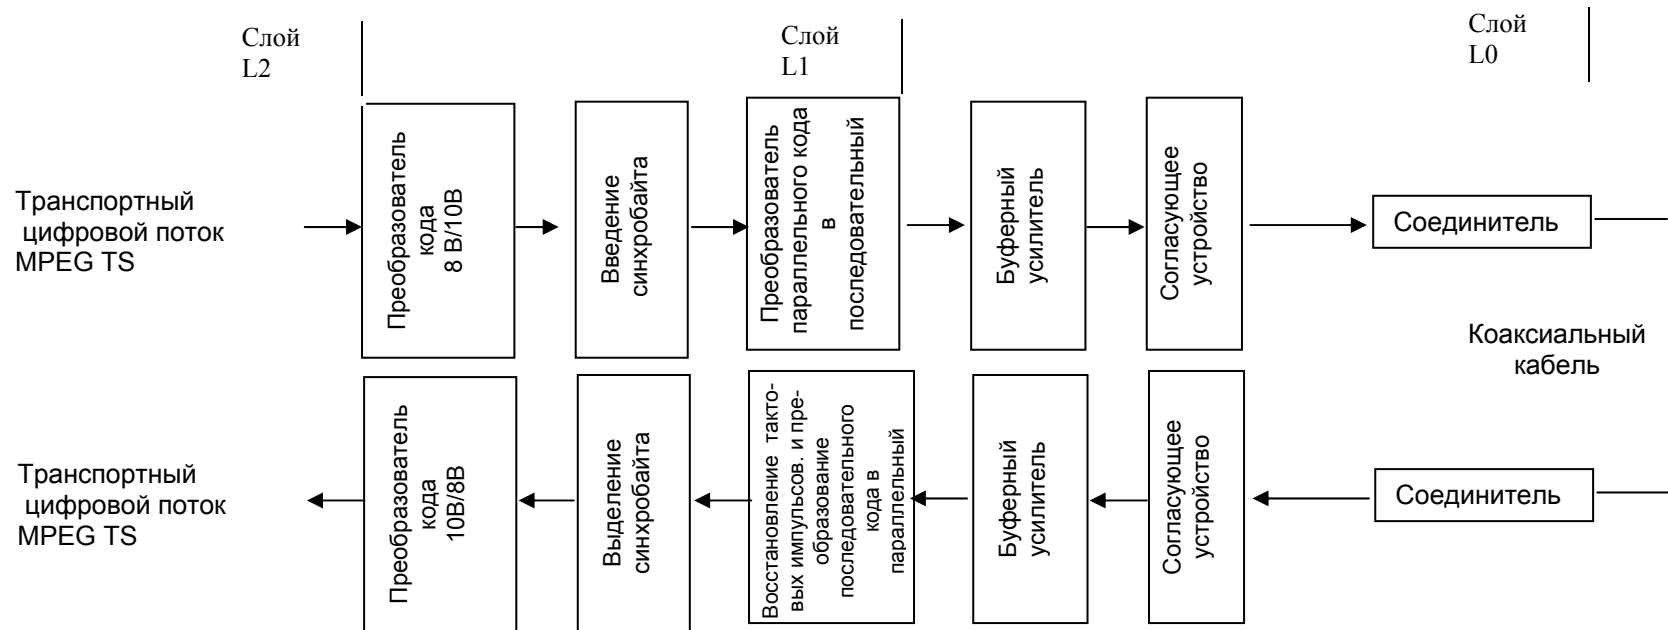 Слой
L2
Слой
L1
Слой
L0
Транспортный
цифровой поток
MPEG TS
Преобразователь
кода
8 В/10В
Введение
синхробайта
Преобразователь
параллельного кода
в
последовательный
Буферный
усилитель
Согласующее
устройство
Соединитель
Коаксиальный
кабель
Транспортный
цифровой поток
MPEG TS
Преобразователь
кода
10В/8В
Выделение
синхробайта
Восстановление такто-
вых импульсов. и пре-
образование
последовательного
кода в
параллельный
Буферный
усилитель
Согласующее
устройство
Соединитель